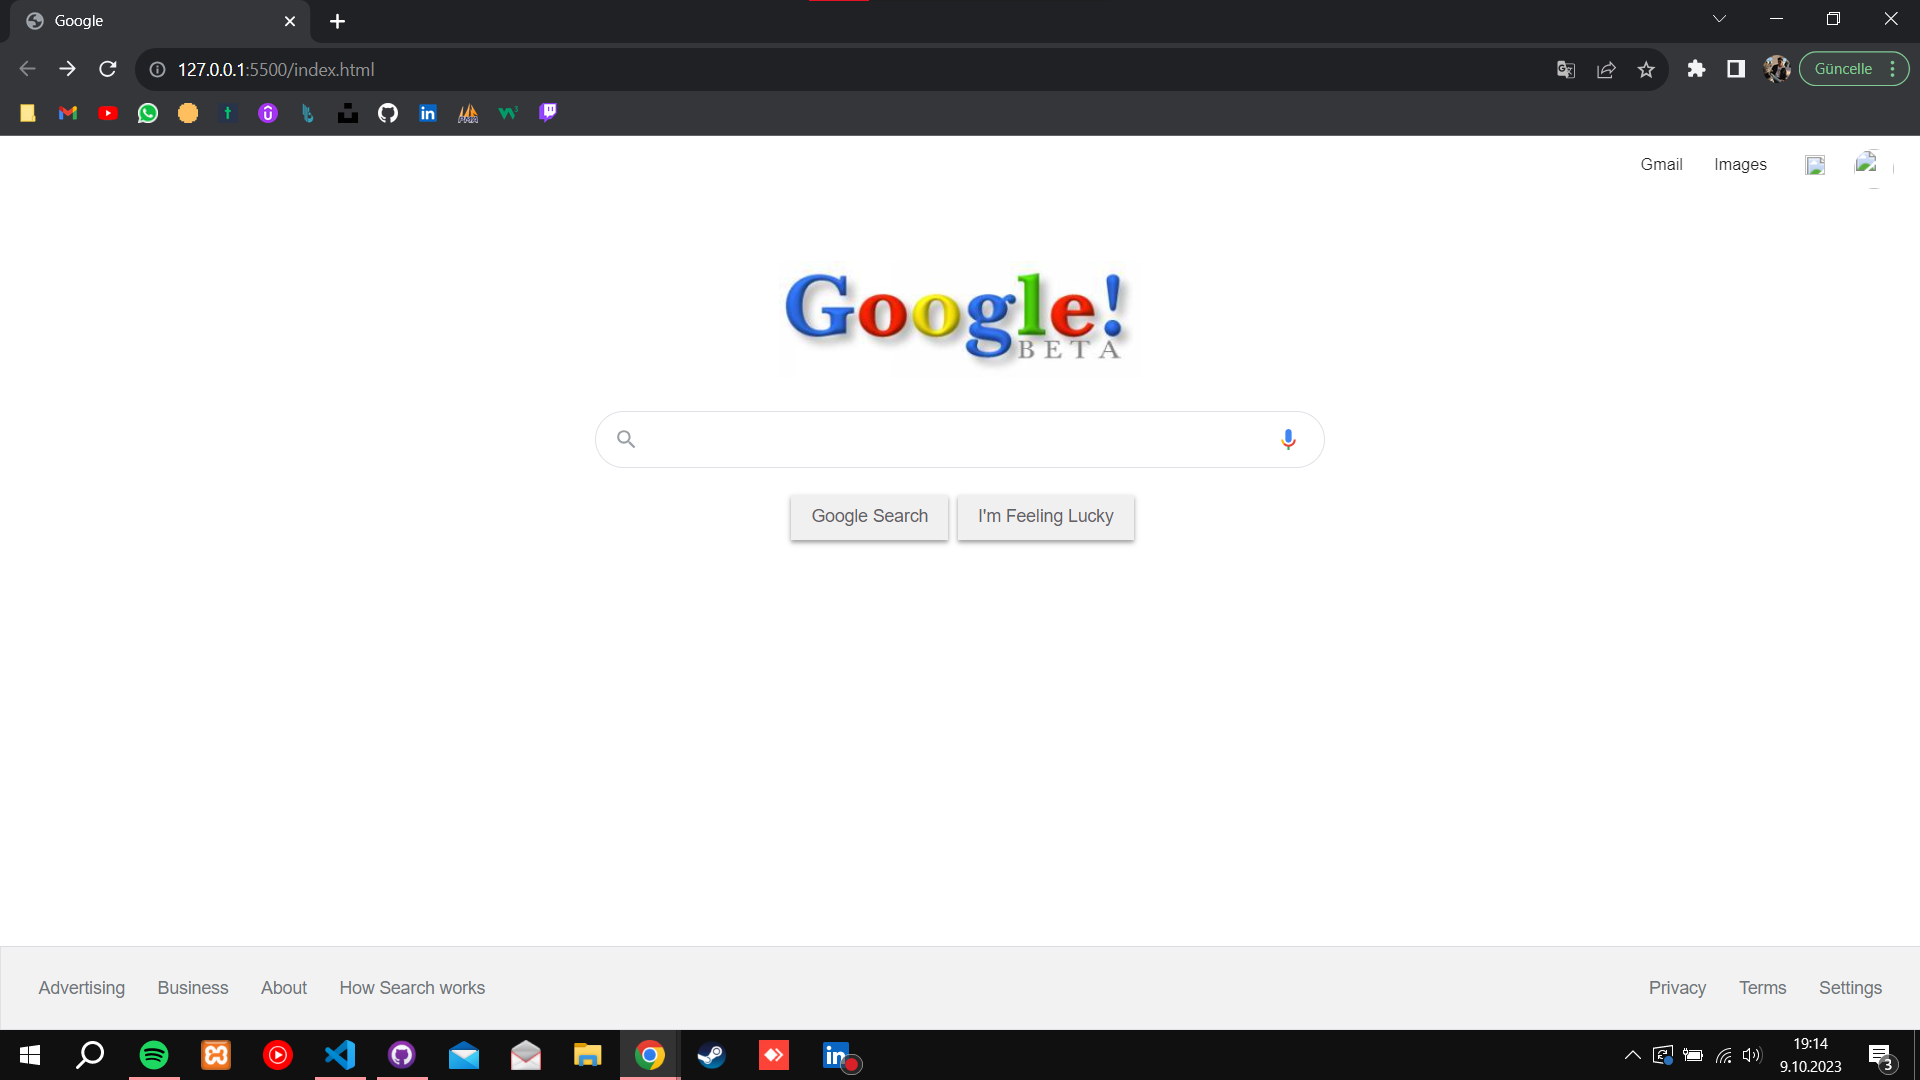 Google
127.0.0.1:5500/index.html
Güncelle
Gmail Images
Google!
BETA
Google Search I'm Feeling Lucky
Advertising Business About How Search works Privacy Terms Settings
19:14
9.10.2023
3